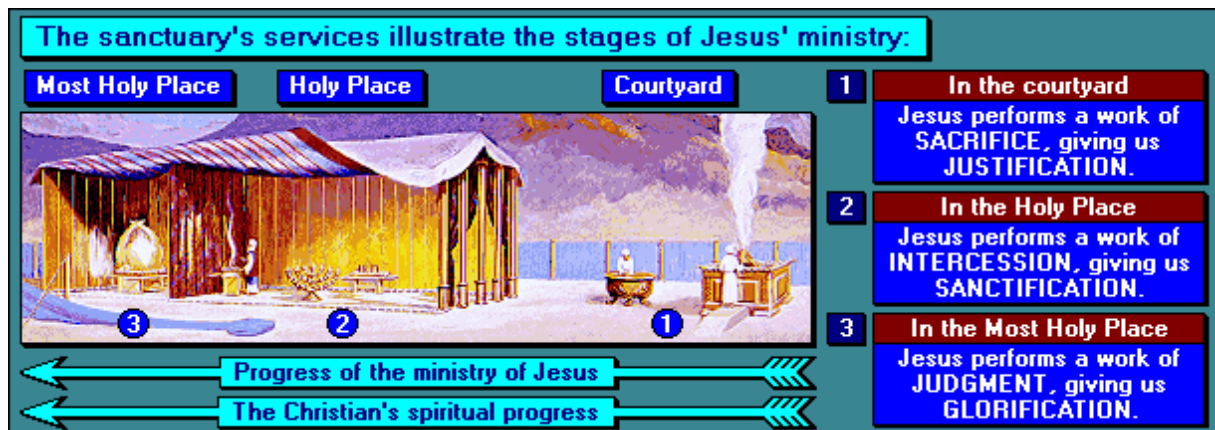 The sanctuary's services illustrate the stages of Jesus' ministry:
Most Holy Place
Holy Place
Courtyard
3
2
1
Progress of the ministry of Jesus
The Christian's spiritual progress
1
In the courtyard
Jesus performs a work of
SACRIFICE, giving us
JUSTIFICATION.
2
In the Holy Place
Jesus performs a work of
INTERCESSION, giving us
SANCTIFICATION.
3
In the Most Holy Place
Jesus performs a work of
JUDGMENT, giving us
GLORIFICATION.